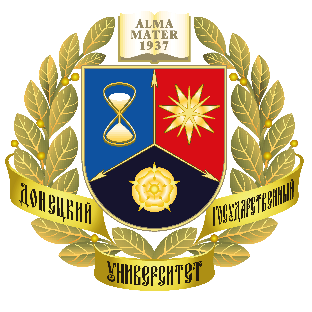 ALMA
MATER
1937
ДОНЕЦКИЙ
ГОСУДАРСТВЕННЫЙ
УНИВЕРСИТЕТ